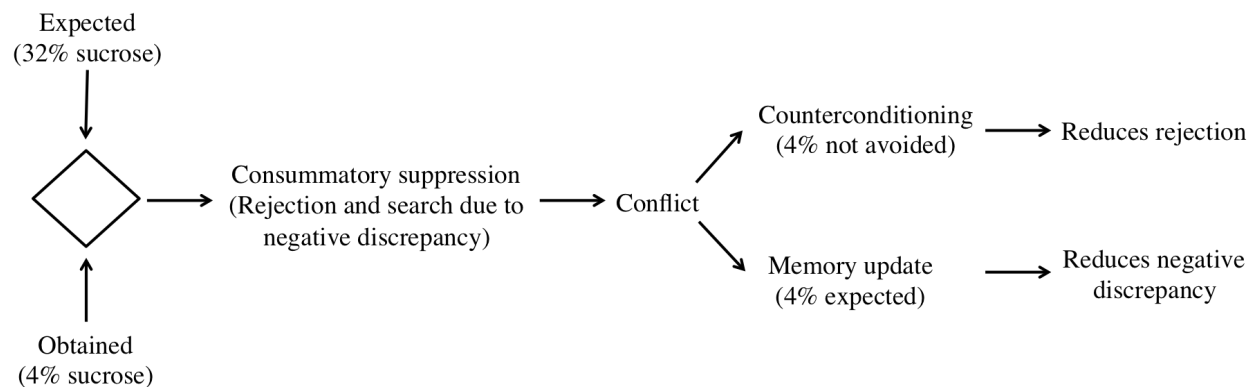 Expected
(32% sucrose)
Obtained
(4% sucrose)
Consummatory suppression
(Rejection and search due to
negative discrepancy)
Conflict
Counterconditioning
(4% not avoided)
Reduces rejection
Memory update
(4% expected)
Reduces negative
discrepancy